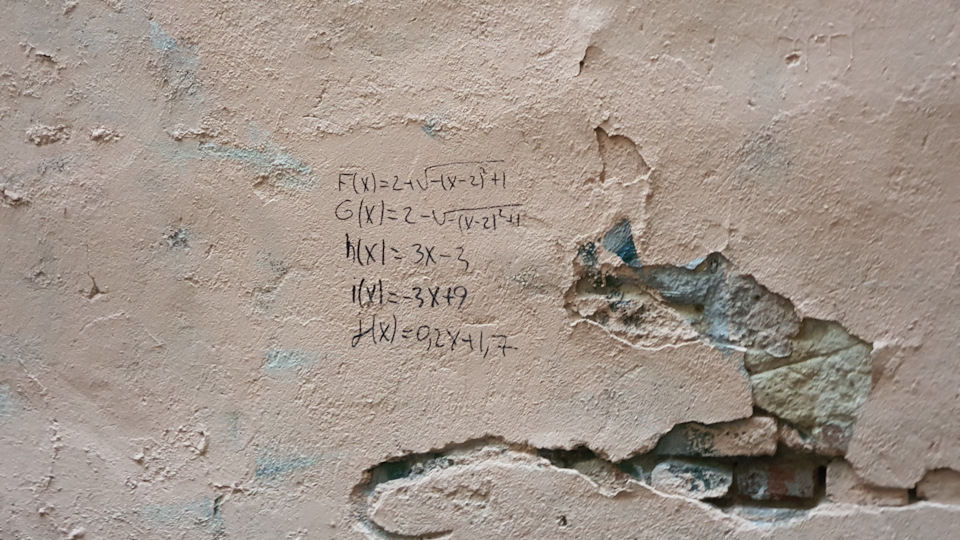 F(x)=2+√-(x-2)²+1
G(x)=2-√-(x-2)²+1
h(x)=3x-3
i(x)=-3x+9
j(x)=0,2x+1,7